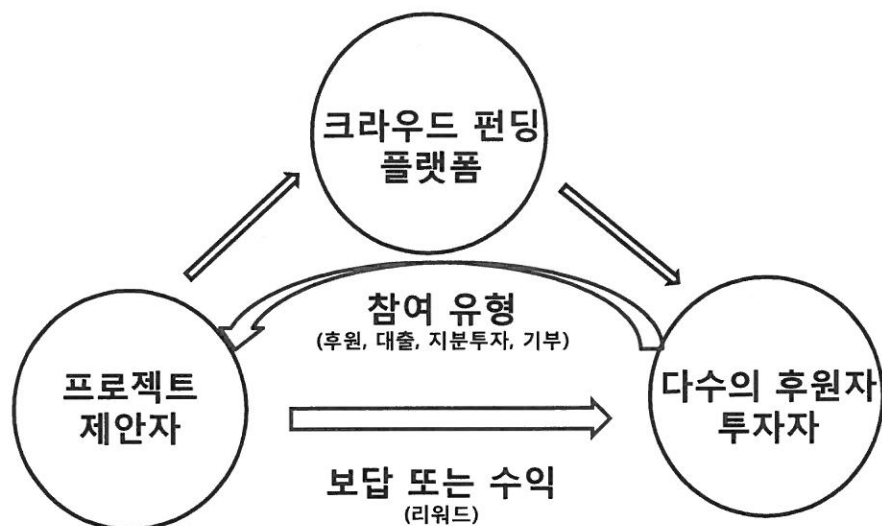 크라우드 펀딩
플랫폼
참여 유형
(후원, 대출, 지분투자, 기부)
프로젝트
제안자
다수의 후원자
투자자
보답 또는 수익
(리워드)